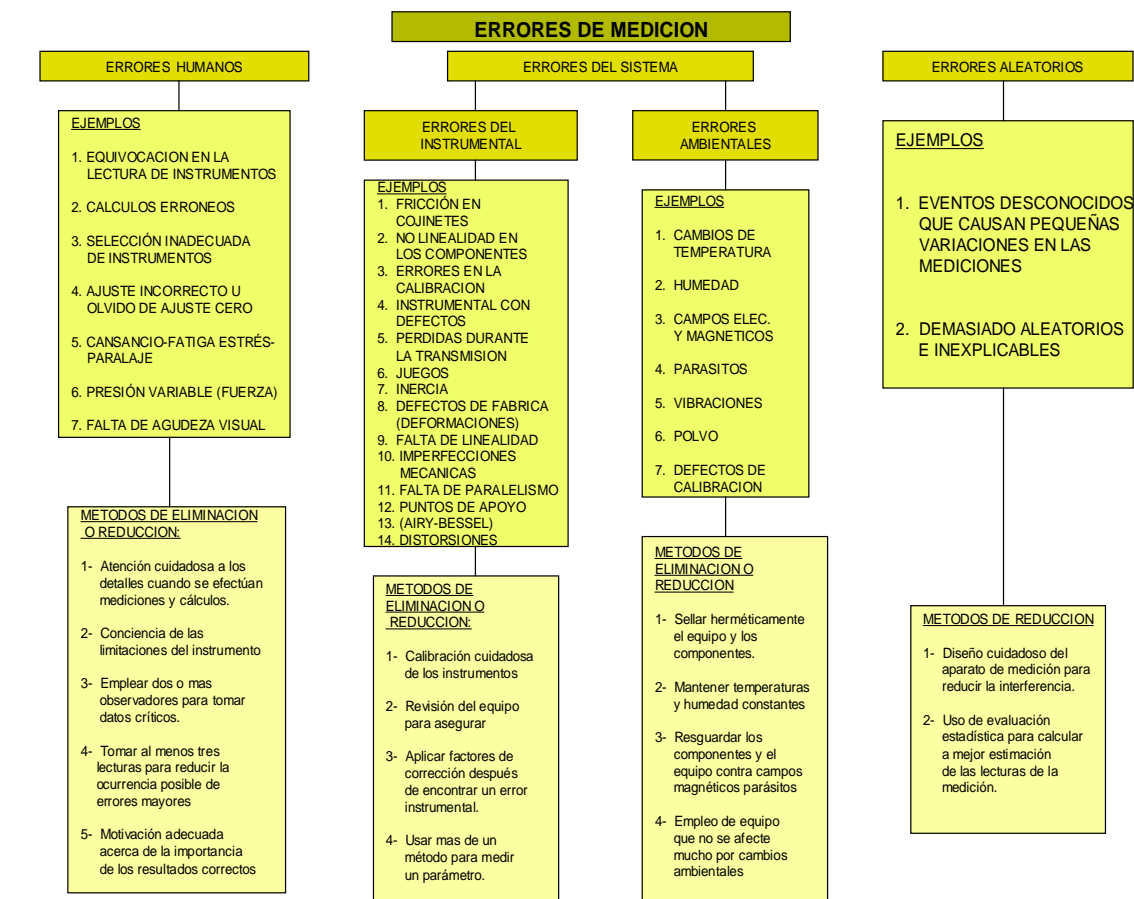 ERRORES DE MEDICION
ERRORES HUMANOS
EJEMPLOS
1. EQUIVOCACION EN LA
LECTURA DE INSTRUMENTOS
2. CALCULOS ERRONEOS
3. SELECCIÓN INADECUADA
DE INSTRUMENTOS
4. AJUSTE INCORRECTO U
OLVIDO DE AJUSTE CERO
5. CANSANCIO-FATIGA ESTRÉS-
PARALAJE
6. PRESIÓN VARIABLE (FUERZA)
7. FALTA DE AGUDEZA VISUAL
METODOS DE ELIMINACION
O REDUCCION:
1- Atención cuidadosa a los
detalles cuando se efectúan
mediciones y cálculos.
2- Conciencia de las
limitaciones del instrumento
3- Emplear dos o mas
observadores para tomar
datos críticos.
4- Tomar al menos tres
lecturas para reducir la
ocurrencia posible de
errores mayores
5- Motivación adecuada
acerca de la importancia
de los resultados correctos
ERRORES DEL SISTEMA
ERRORES DEL
INSTRUMENTAL
EJEMPLOS
1. FRICCIÓN EN
COJINETES
2. NO LINEALIDAD EN
LOS COMPONENTES
3. ERRORES EN LA
CALIBRACION
4. INSTRUMENTAL CON
DEFECTOS
5. PERDIDAS DURANTE
LA TRANSMISION
6. JUEGOS
7. INERCIA
8. DEFECTOS DE FABRICA
(DEFORMACIONES)
9. FALTA DE LINEALIDAD
10. IMPERFECCIONES
MECANICAS
11. FALTA DE PARALELISMO
12. PUNTOS DE APOYO
13. (AIRY-BESSEL)
14. DISTORSIONES
METODOS DE
ELIMINACION O
REDUCCION:
1- Calibración cuidadosa
de los instrumentos
2- Revisión del equipo
para asegurar
3- Aplicar factores de
corrección después
de encontrar un error
instrumental.
4- Usar mas de un
método para medir
un parámetro.
ERRORES
AMBIENTALES
EJEMPLOS
1. CAMBIOS DE
TEMPERATURA
2. HUMEDAD
3. CAMPOS ELEC.
Y MAGNETICOS
4. PARASITOS
5. VIBRACIONES
6. POLVO
7. DEFECTOS DE
CALIBRACION
METODOS DE
ELIMINACION O
REDUCCION
1- Sellar herméticamente
el equipo y los
componentes.
2- Mantener temperaturas
y humedad constantes
3- Resguardar los
componentes y el
equipo contra campos
magnéticos parásitos
4- Empleo de equipo
que no se afecte
mucho por cambios
ambientales
ERRORES ALEATORIOS
EJEMPLOS
1. EVENTOS DESCONOCIDOS
QUE CAUSAN PEQUEÑAS
VARIACIONES EN LAS
MEDICIONES
2. DEMASIADO ALEATORIOS
E INEXPLICABLES
METODOS DE REDUCCION
1- Diseño cuidadoso del
aparato de medición para
reducir la interferencia.
2- Uso de evaluación
estadística para calcular
a mejor estimación
de las lecturas de la
medición.